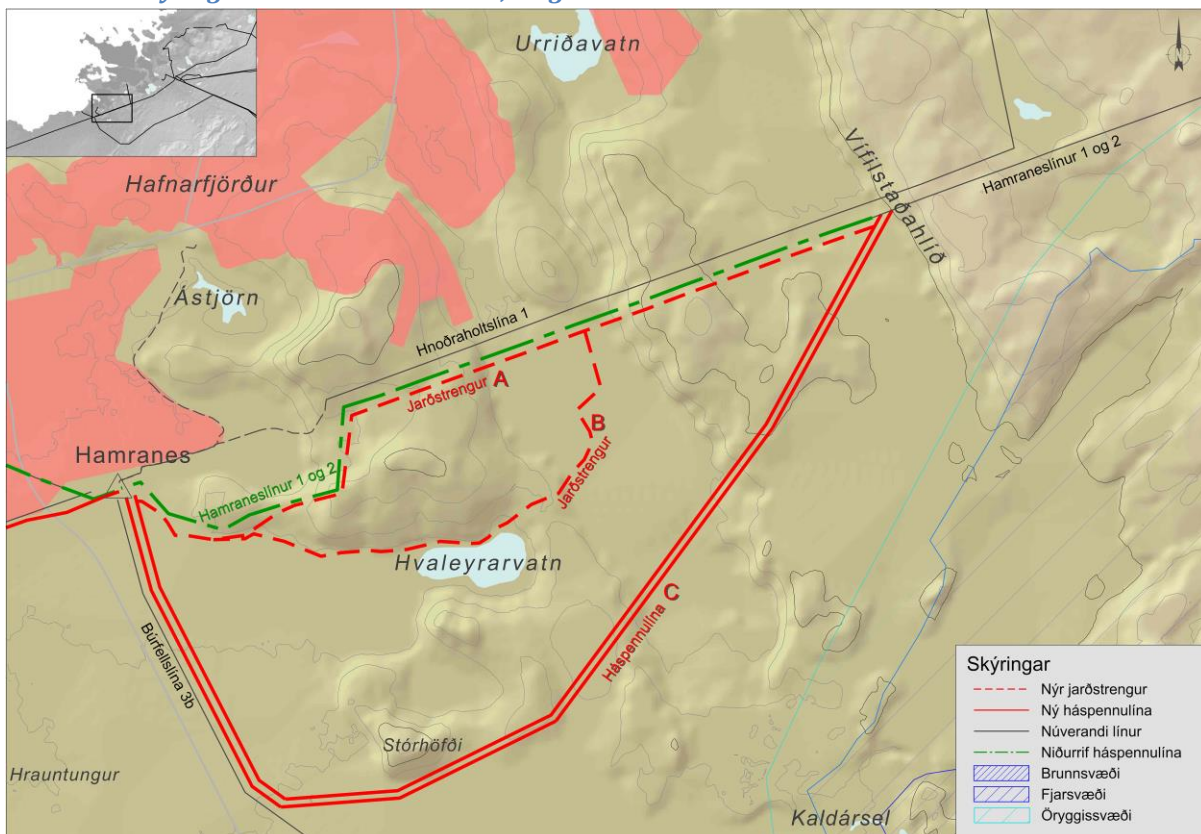 Urriðavatn
Hafnarfjörður
Vífilstaðahlíð
Hamraneslínur 1 og 2
Ástjörn
Hnoðraholtslína 1
Jarðstrengur A
B
Jarðstrengur
Hamranes
Hamraneslínur 1 og 2
Hvaleyrarvatn
Háspennulína C
Búrfellslína 3b
Stórhöfði
Hrauntungur
Kaldársel
Skýringar
Nýr jarðstrengur
Ný háspennulína
Núverandi línur
Niðurrif háspennulína
Brunnsvæði
Fjarsvæði
Öryggissvæði